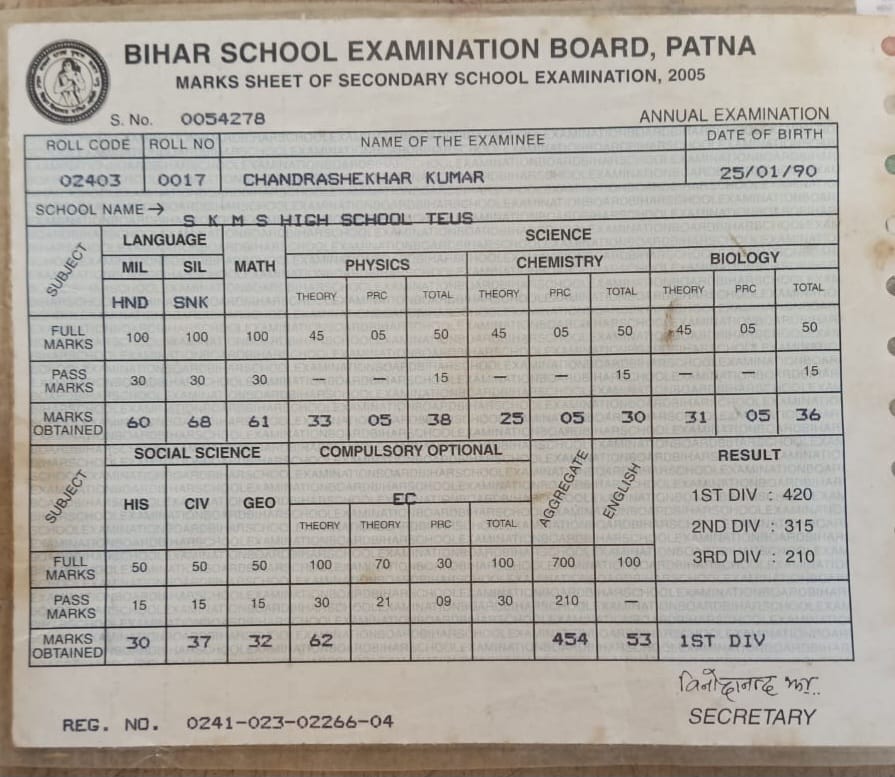 BIHAR SCHOOL EXAMINATION BOARD, PATNA
MARKS SHEET OF SECONDARY SCHOOL EXAMINATION, 2005
S. No. 0054278 ANNUAL EXAMINATION
ROLL CODE ROLL NO NAME OF THE EXAMINEE DATE OF BIRTH
02403 0017 CHANDRASHEKHAR KUMAR 25/01/90
SCHOOL NAME → S K M S HIGH SCHOOL TEUS
SUBJECT LANGUAGE MATH SCIENCE
MIL SIL PHYSICS CHEMISTRY BIOLOGY
HND SNK THEORY PRC TOTAL THEORY PRC TOTAL THEORY PRC TOTAL
FULL MARKS 100 100 100 45 05 50 45 05 50 45 05 50
PASS MARKS 30 30 30 — — 15 — — 15 — — 15
MARKS OBTAINED 60 68 61 33 05 38 25 05 30 31 05 36
SUBJECT SOCIAL SCIENCE COMPULSORY OPTIONAL AGGREGATE ENGLISH RESULT
HIS CIV GEO EC
THEORY THEORY PRC TOTAL
1ST DIV : 420
2ND DIV : 315
3RD DIV : 210
FULL MARKS 50 50 50 100 70 30 100 700 100
PASS MARKS 15 15 15 30 21 09 30 210 —
MARKS OBTAINED 30 37 32 62 454 53 1ST DIV
विनोदानन्द झा..
SECRETARY
REG. NO. 0241-023-02266-04